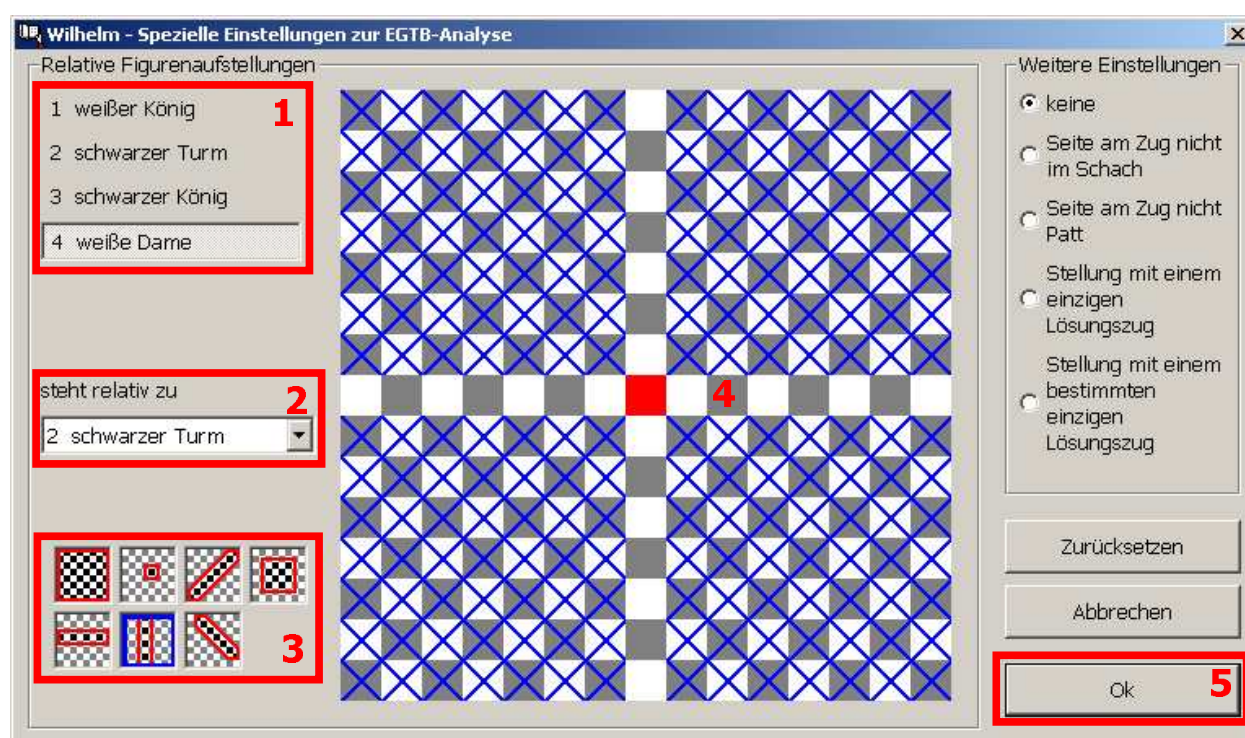 Wilhelm - Spezielle Einstellungen zur EGTB-Analyse
Relative Figurenaufstellungen
1 weißer König
1
2 schwarzer Turm
3 schwarzer König
4 weiße Dame
steht relativ zu
2
2 schwarzer Turm
3
4
Weitere Einstellungen
keine
Seite am Zug nicht
im Schach
Seite am Zug nicht
Patt
Stellung mit einem
einzigen
Lösungszug
Stellung mit einem
bestimmten
einzigen
Lösungszug
Zurücksetzen
Abbrechen
Ok
5